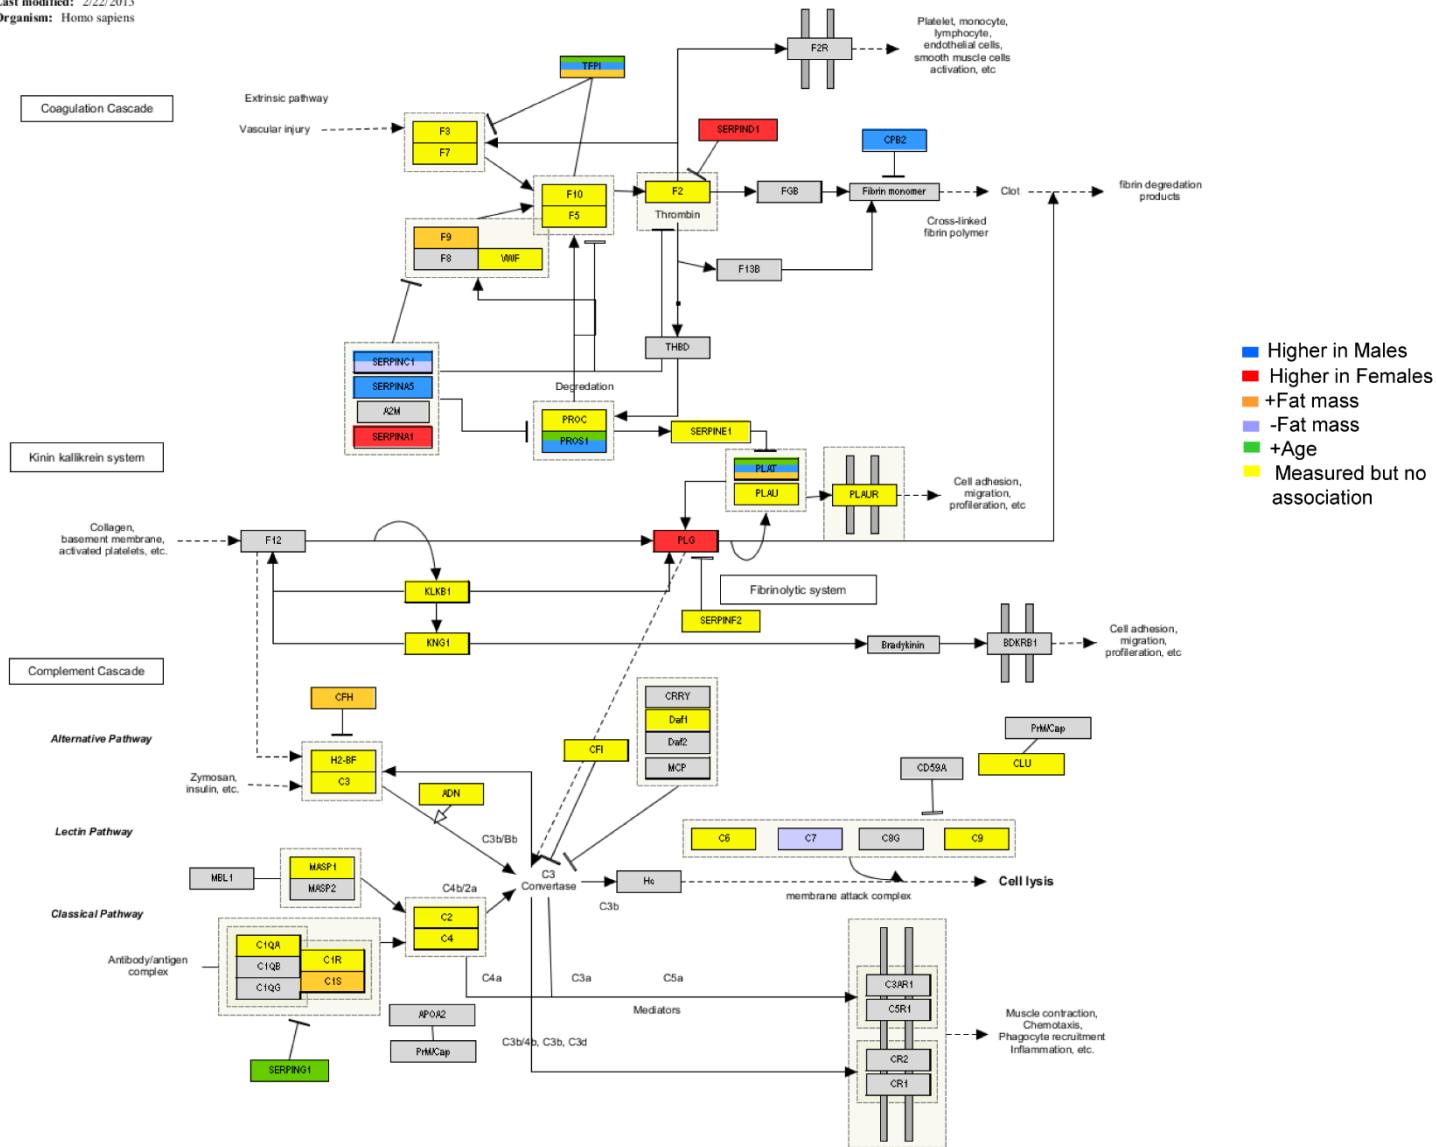 Last modified: 2/22/2013
Organism: Homo sapiens
Platelet, monocyte,
lymphocyte,
endothelial cells,
smooth muscle cells
activation, etc
F2R
TFPI
Coagulation Cascade
Extrinsic pathway
Vascular injury
F3
F7
SERPIND1
CPB2
F10
F5
F2
Thrombin
FGB
Fibrin monomer
Clot
fibrin degredation
products
Cross-linked
fibrin polymer
F9
F8
VWF
F13B
THBD
SERPINC1
SERPINA5
A2M
SERPINA1
Degredation
PROC
PROS1
SERPINE1
Higher in Males
Higher in Females
+Fat mass
-Fat mass
+Age
Measured but no
association
Kinin kallikrein system
PLAT
PLAU
PLAUR
Cell adhesion,
migration,
profileration, etc
Collagen,
basement membrane,
activated platelets, etc.
F12
PLG
KLKB1
Fibrinolytic system
SERPINF2
KNG1
Bradykinin
BDKRB1
Cell adhesion,
migration,
profileration, etc
Complement Cascade
CFH
CRRY
Daf1
Daf2
MCP
Alternative Pathway
H2-BF
C3
Zymosan,
insulin, etc.
ADN
CFI
PrM/Cap
CLU
CD59A
Lectin Pathway
C3b/Bb
C6
C7
C8G
C9
MBL1
MASP1
MASP2
C4b/2a
C3
Convertase
Hc
C3b
membrane attack complex
Cell lysis
Classical Pathway
C2
C4
Antibody/antigen
complex
C1QA
C1QB
C1QG
C1R
C1S
C4a
C3a
C5a
Mediators
C3AR1
C5R1
APOA2
PrM/Cap
C3b/4b, C3b, C3d
CR2
CR1
Muscle contraction,
Chemotaxis,
Phagocyte recruitment
Inflammation, etc.
SERPING1